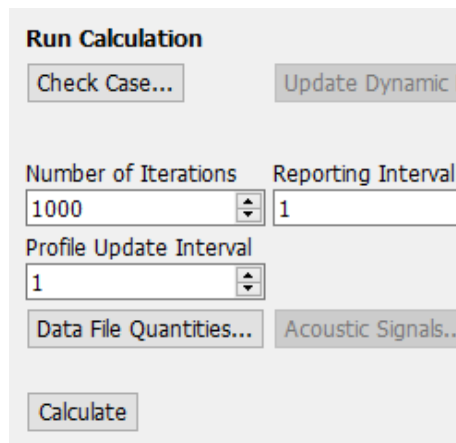 Run Calculation
Check Case... Update Dynamic
Number of Iterations Reporting Interval
1000 1
Profile Update Interval
1
Data File Quantities... Acoustic Signals..
Calculate